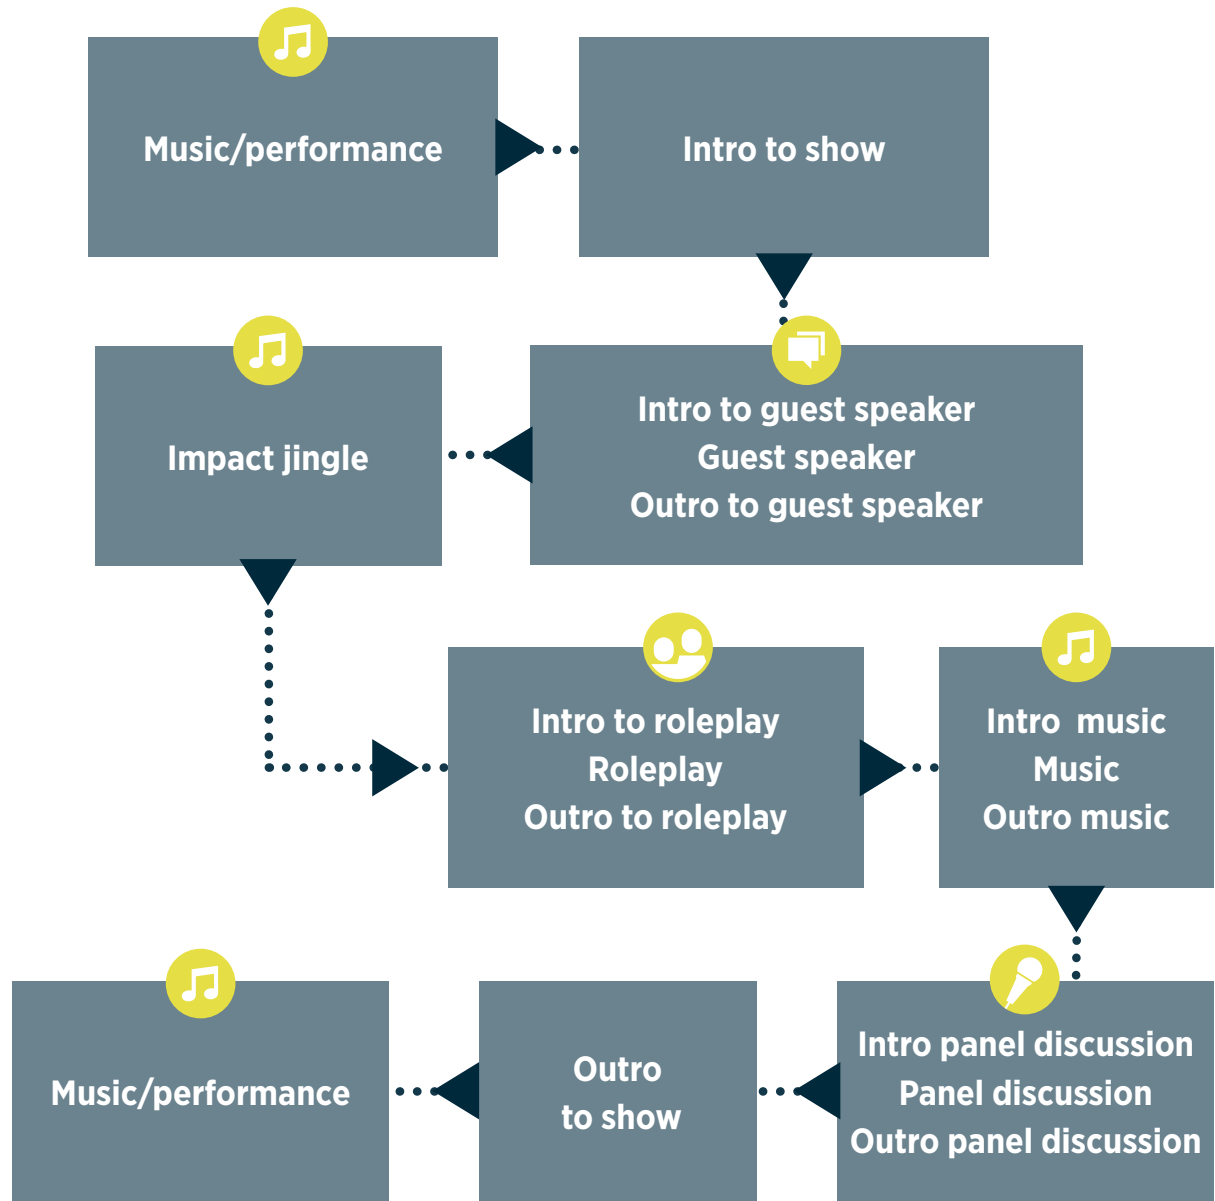 Music/performance
Intro to show
Intro to guest speaker
Guest speaker
Outro to guest speaker
Impact jingle
Intro to roleplay
Roleplay
Outro to roleplay
Intro  music
Music
Outro music
Intro panel discussion
Panel discussion
Outro panel discussion
Outro
to show
Music/performance